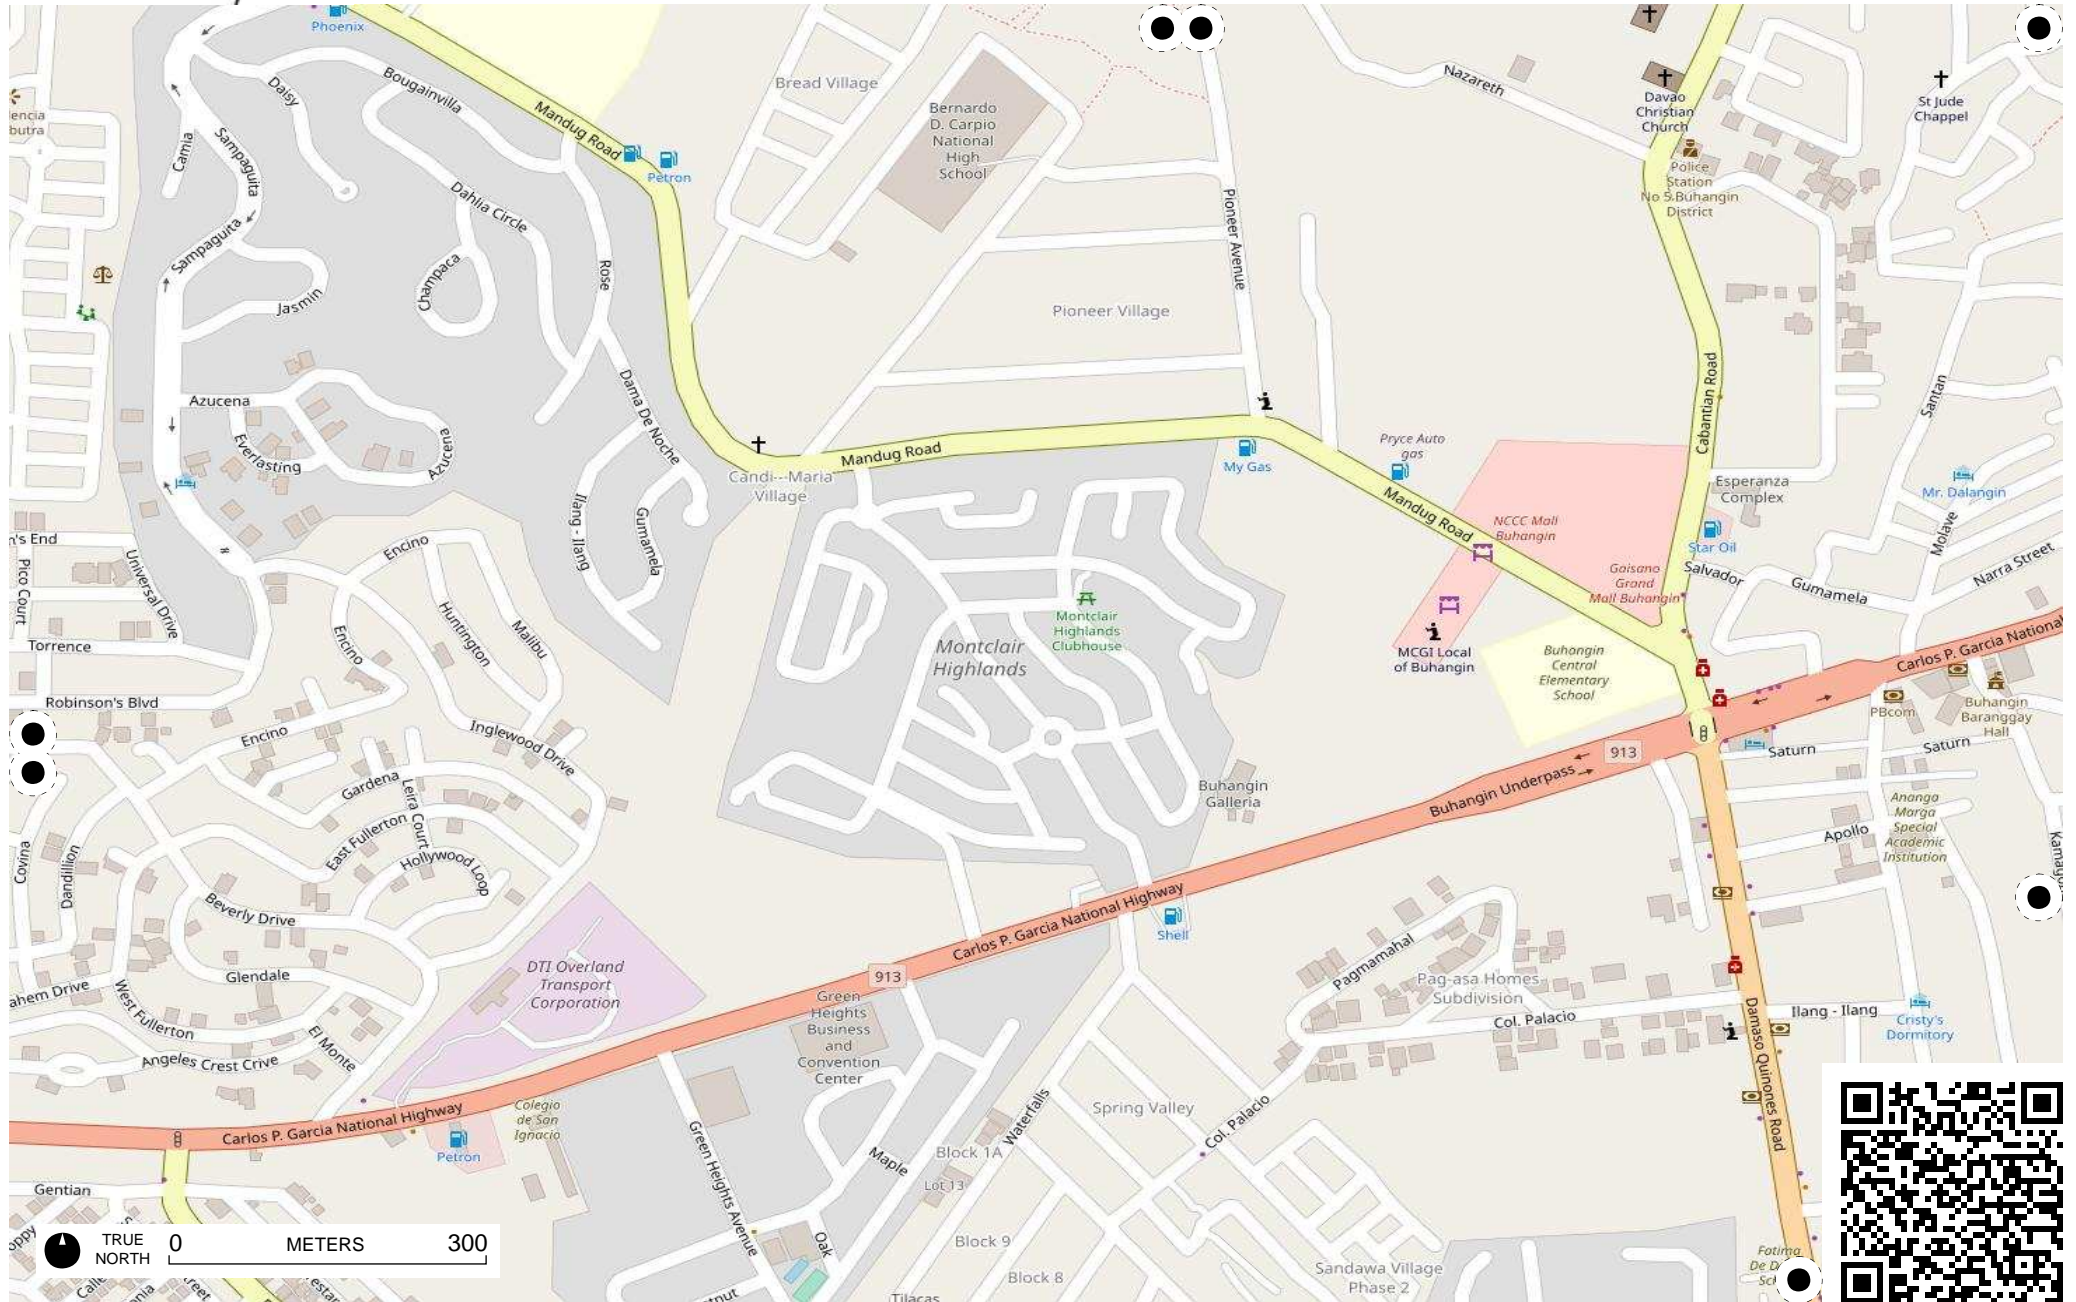 Phoenix
Bougainvilla
Daisy
Mandug Road
Petron
Camia
Sampaguita
Sampaguita
Dahlia Circle
Champaca
Rose
Jasmin
Azucena
Everlasting
Azucena
Dama De Noche
Ilang - Ilang
Gumamela
Bread Village
Bernardo
D. Carpio
National
High
School
Pioneer Avenue
Pioneer Village
Nazareth
Davao
Christian
Church
Police
Station
No 5 Buhangin
District
St Jude
Chappel
Candi--Maria
Village
Mandug Road
My Gas
Pryce Auto
gas
Mandug Road
NCCC Mall
Buhangin
Gaisano
Grand
Mall Buhangin
Cabantian Road
Esperanza
Complex
Star Oil
Salvador
Gumamela
Santan
Mr. Dalangin
Molave
Narra Street
n's End
Pico Court
Universal Drive
Torrence
Robinson's Blvd
Encino
Encino
Huntington
Malibu
Encino
Inglewood Drive
Montclair
Highlands
Montclair
Highlands
Clubhouse
MCGI Local
of Buhangin
Buhangin
Central
Elementary
School
Carlos P. Garcia National
PBcom
Buhangin
Baranggay
Hall
913
Saturn
Saturn
Buhangin Underpass
Buhangin
Galleria
Gardena
Leira Court
East Fullerton
Hollywood Loop
Beverly Drive
Covina
Dandillion
Ananga
Marga
Special
Academic
Institution
Apollo
Carlos P. Garcia National Highway
Shell
913
DTI Overland
Transport
Corporation
Glendale
ahem Drive
West Fullerton
El Monte
Angeles Crest Crive
Green
Heights
Business
and
Convention
Center
Pagmamahal
Pag-asa Homes
Subdivision
Col. Palacio
Ilang - Ilang
Cristy's
Dormitory
Damaso Quinones Road
Carlos P. Garcia National Highway
Colegio
de San
Ignacio
Petron
Green Heights Avenue
Maple
Waterfalls
Spring Valley
Col. Palacio
Block 1A
Lot 13
Oak
Block 9
Block 8
Tilacas
Sandawa Village
Phase 2
Gentian
TRUE
NORTH
0 METERS 300